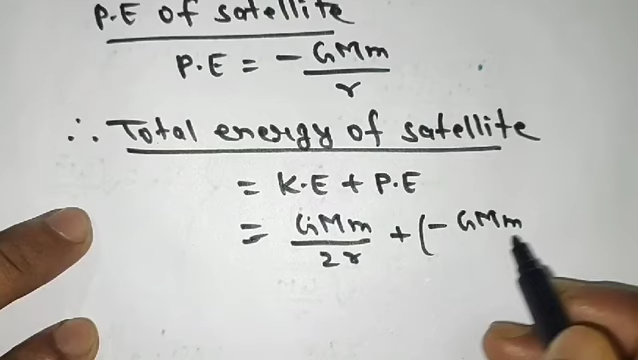 P.E of satellite
P.E = - GMm/r
∴ Total energy of satellite
= K.E + P.E
= GMm/2r + (- GMm